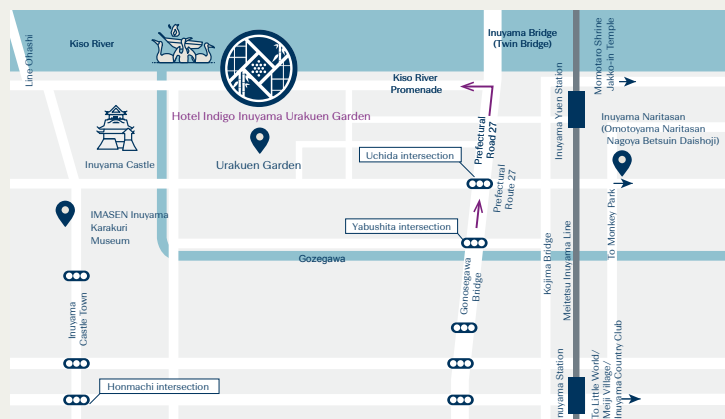 Line Ohashi
Kiso River
Inuyama Bridge
(Twin Bridge)
Momotaro Shrine
Jakko-in Temple
Kiso River
Promenade
Inuyama Yuen Station
Hotel Indigo Inuyama Urakuen Garden
Prefectural
Road 27
Inuyama Naritasan
(Omotoyama Naritasan
Nagoya Betsuin Daishoji)
Inuyama Castle
Urakuen Garden
Uchida intersection
Prefectural
Route 27
To Monkey Park
IMASEN Inuyama
Karakuri
Museum
Yabushita intersection
Gozegawa
Gonosegawa
Bridge
Kojima Bridge
Meitetsu Inuyama Line
Inuyama
Castle Town
Honmachi intersection
nuyama Station
To Little World/
Meiji Village/
nuyama Country Club